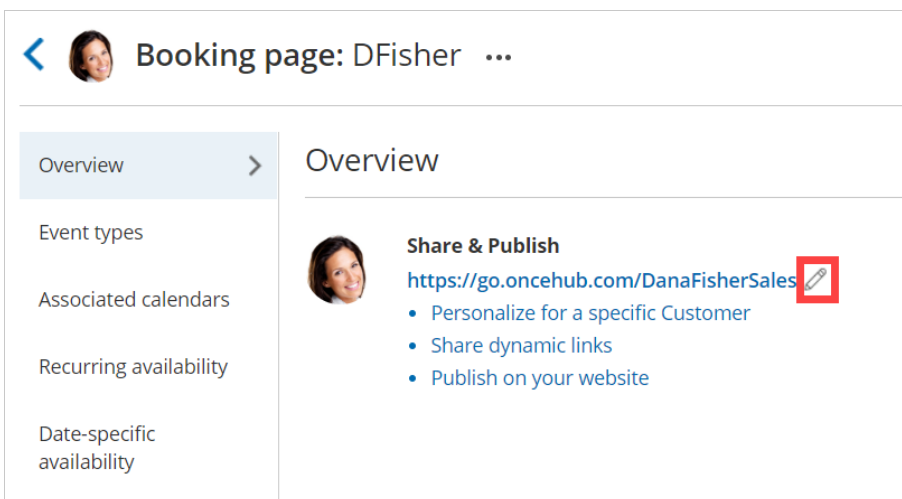 Booking page: DFisher ...
Overview
Event types
Associated calendars
Recurring availability
Date-specific
availability
Overview
Share & Publish
https://go.oncehub.com/DanaFisherSales
Personalize for a specific Customer
Share dynamic links
Publish on your website